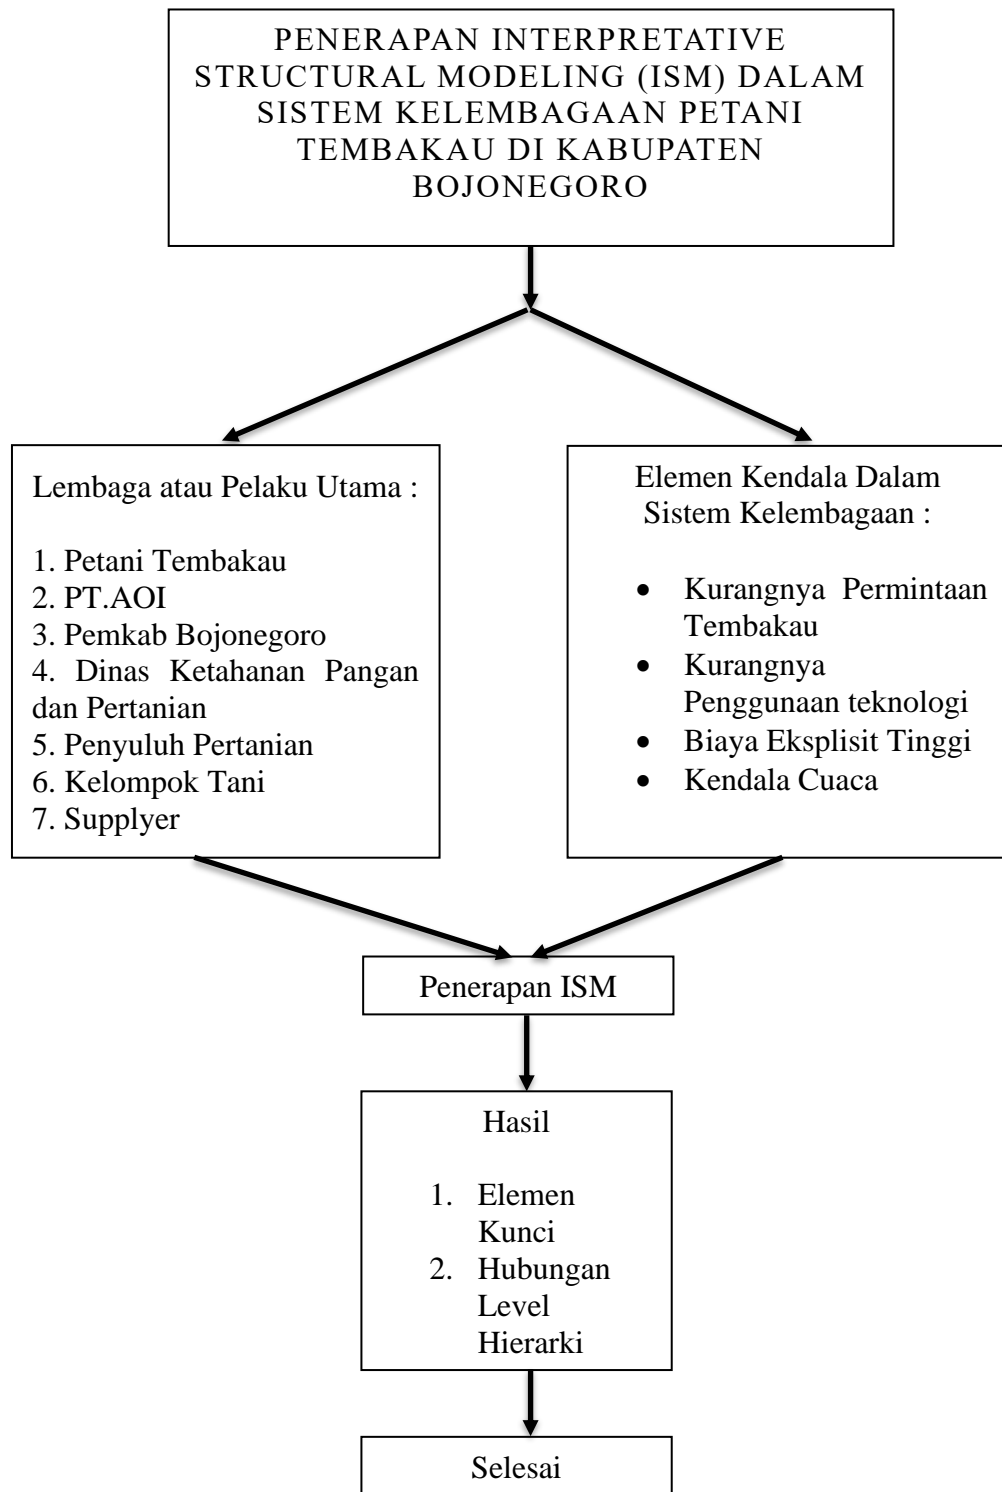 PENERAPAN INTERPRETATIVE
STRUCTURAL MODELING (ISM) DALAM
SISTEM KELEMBAGAAN PETANI
TEMBAKAU DI KABUPATEN
BOJONEGORO
Lembaga atau Pelaku Utama :
1. Petani Tembakau
2. PT.AOI
3. Pemkab Bojonegoro
4. Dinas Ketahanan Pangan
dan Pertanian
5. Penyuluh Pertanian
6. Kelompok Tani
7. Supplyer
Elemen Kendala Dalam
Sistem Kelembagaan :
• Kurangnya Permintaan
Tembakau
• Kurangnya
Penggunaan teknologi
• Biaya Eksplisit Tinggi
• Kendala Cuaca
Penerapan ISM
Hasil
1. Elemen
Kunci
2. Hubungan
Level
Hierarki
Selesai